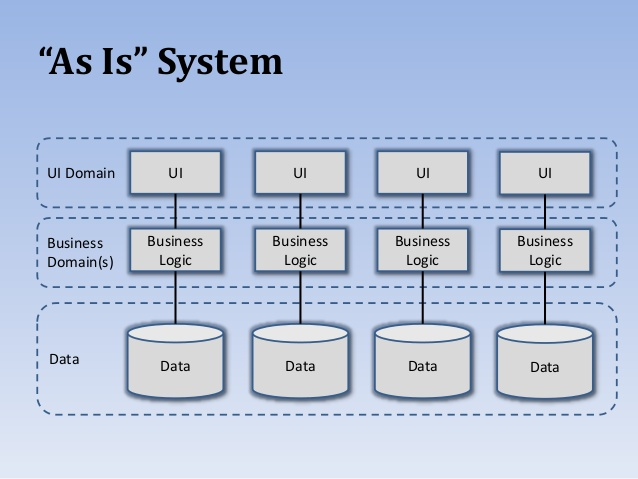 “As Is” System
UI Domain
UI
UI
UI
UI
Business
Domain(s)
Business
Logic
Business
Logic
Business
Logic
Business
Logic
Data
Data
Data
Data
Data